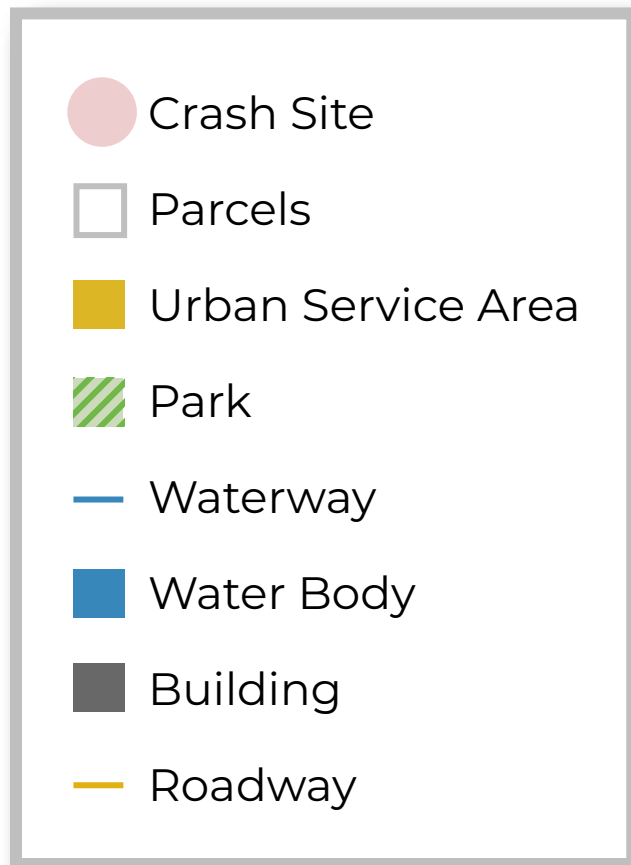 Crash Site
Parcels
Urban Service Area
Park
Waterway
Water Body
Building
Roadway